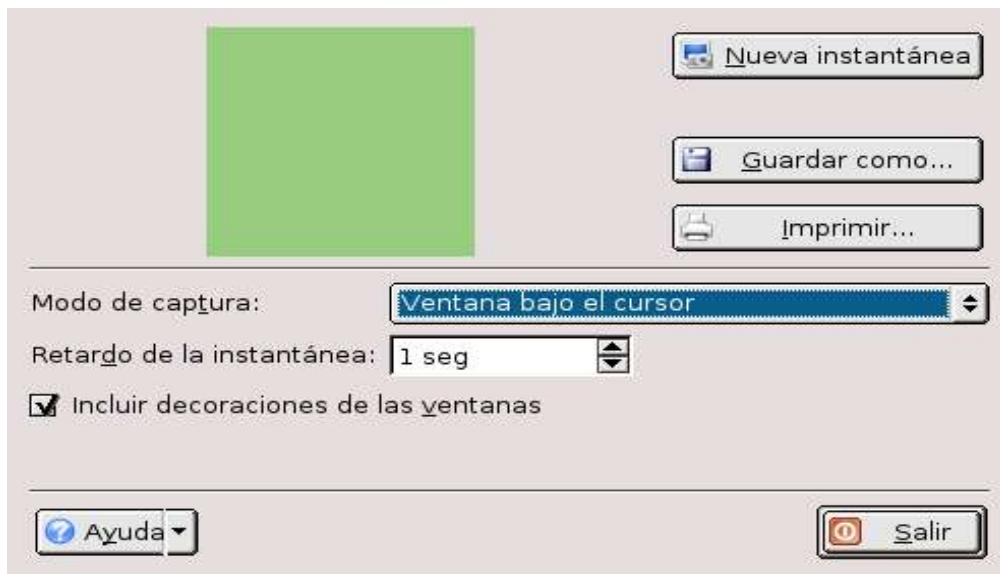 Nueva instantánea
Guardar como...
Imprimir...
Modo de captura: Ventana bajo el cursor
Retardo de la instantánea: 1 seg
Incluir decoraciones de las ventanas
Ayuda Salir